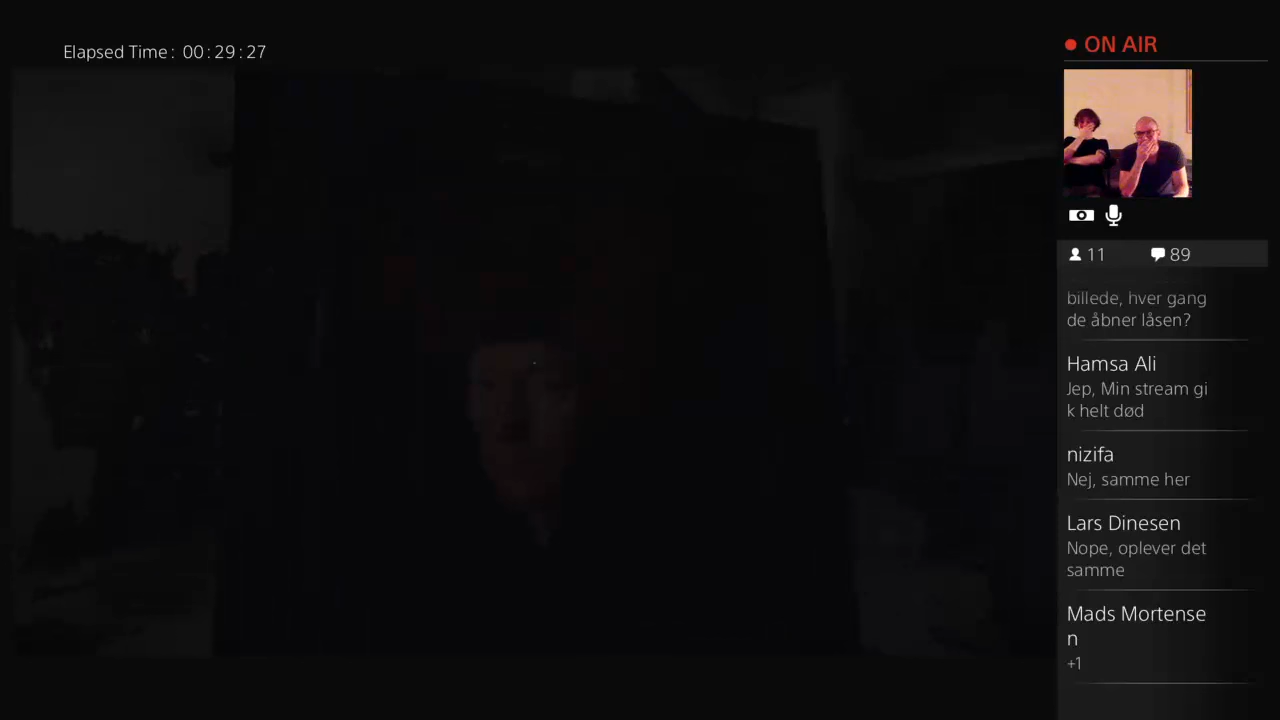 Elapsed Time: 00:29:27
ON AIR
11 89
billede, hver gang
de åbner låsen?
Hamsa Ali
Jep, Min stream gi
k helt død
nizifa
Nej, samme her
Lars Dinesen
Nope, oplever det
samme
Mads Mortense
n
+1